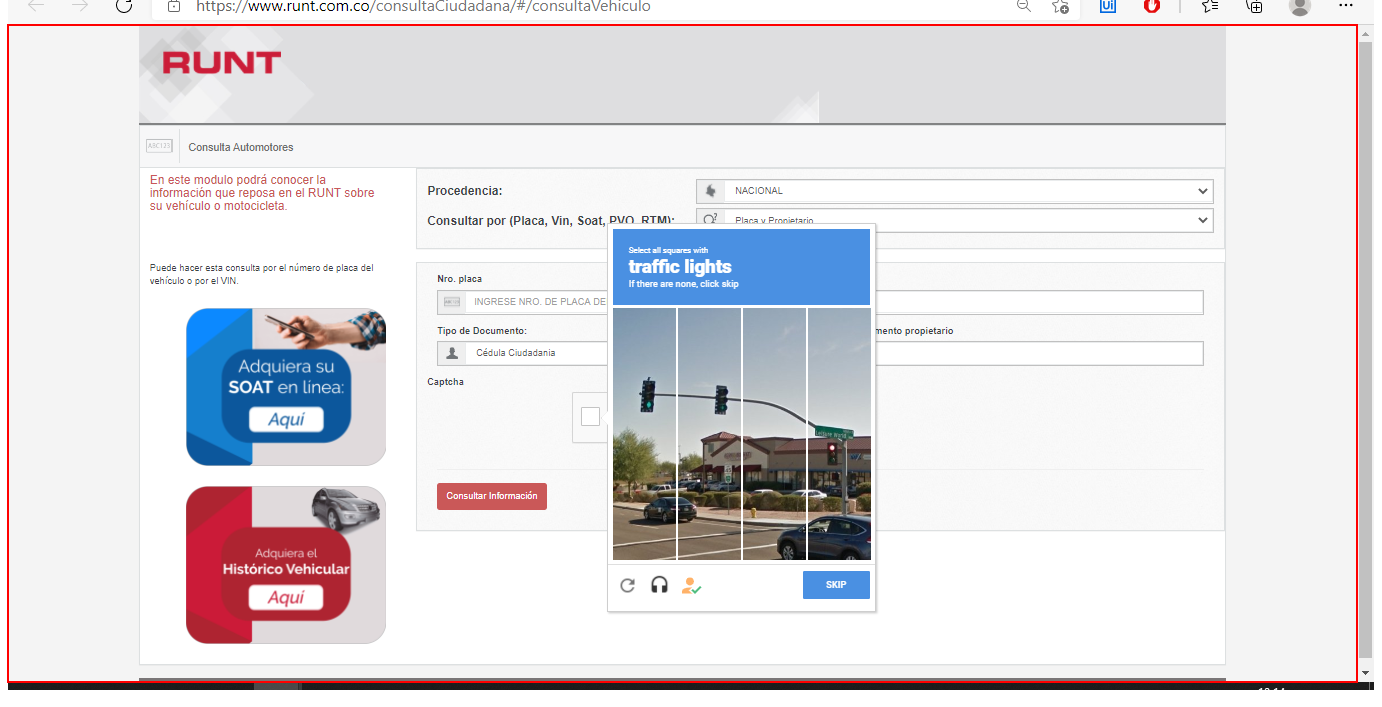 https://www.runt.com.co/consultaCiudadana/#/consultaVehiculo
Ui
RUNT
ABC123
Consulta Automotores
En este modulo podrá conocer la
información que reposa en el RUNT sobre
su vehículo o motocicleta.
Puede hacer esta consulta por el número de placa del
vehículo o por el VIN.
Adquiera su
SOAT en línea:
Aquí
Adquiera el
Histórico Vehicular
Aquí
Procedencia:
NACIONAL
Consultar por (Placa, Vin, Soat, PVO, RTM):
Placa y Propietario
Nro. placa
INGRESE NRO. DE PLACA DE
Tipo de Documento:
mento propietario
Cédula Ciudadania
Captcha
Consultar Información
Select all squares with
traffic lights
If there are none, click skip
SKIP